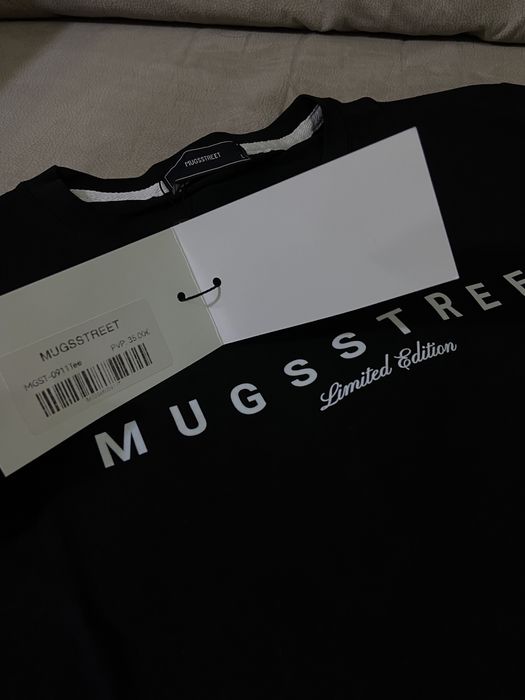 MUGSSTREET
L
MUGSSTREET
PVP 35.00€
MGST-0911Tee
MUGSSTREE
Limited Edition